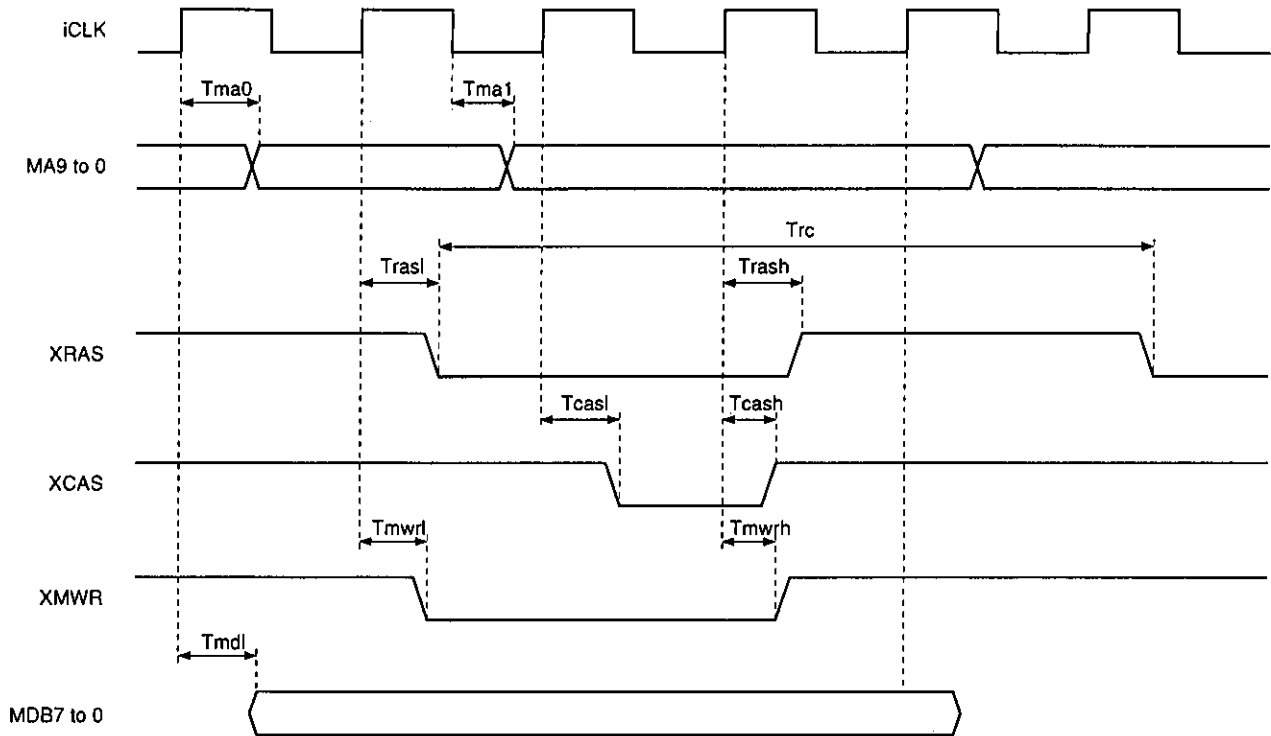 iCLK
Tma0
Tma1
MA9 to 0
Trc
Trasl
Trash
XRAS
Tcasl
Tcash
XCAS
Tmwrl
Tmwrh
XMWR
Tmdl
MDB7 to 0